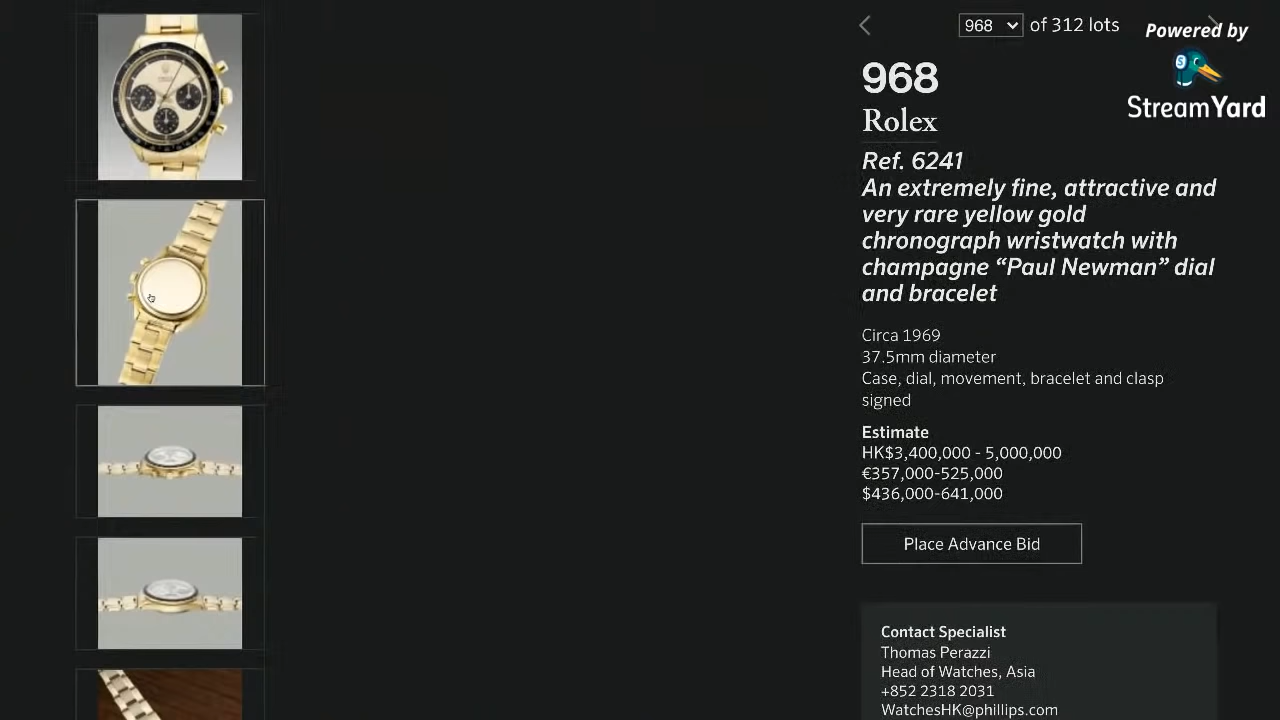 968 of 312 lots
Powered by
StreamYard
968
Rolex
Ref. 6241
An extremely fine, attractive and
very rare yellow gold
chronograph wristwatch with
champagne “Paul Newman” dial
and bracelet
Circa 1969
37.5mm diameter
Case, dial, movement, bracelet and clasp
signed
Estimate
HK$3,400,000 - 5,000,000
€357,000-525,000
$436,000-641,000
Place Advance Bid
Contact Specialist
Thomas Perazzi
Head of Watches, Asia
+852 2318 2031
WatchesHK@phillips.com